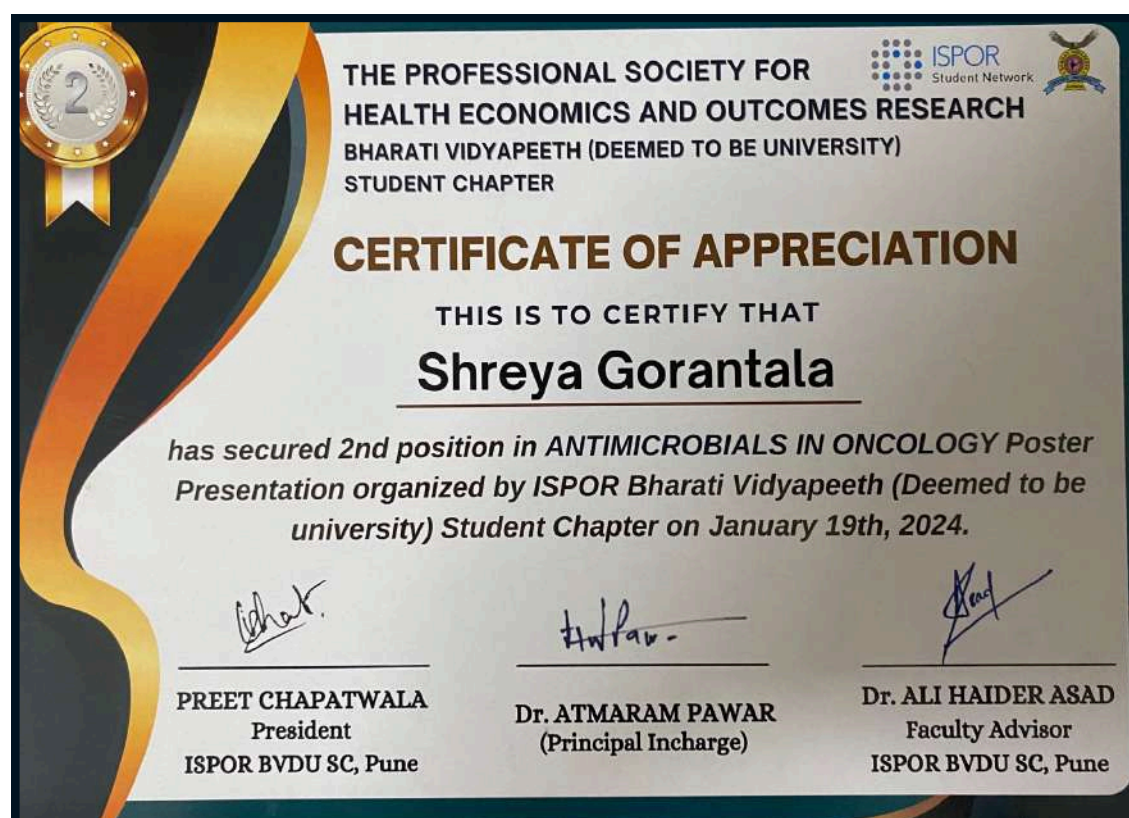 2
THE PROFESSIONAL SOCIETY FOR
HEALTH ECONOMICS AND OUTCOMES RESEARCH
BHARATI VIDYAPEETH (DEEMED TO BE UNIVERSITY)
STUDENT CHAPTER
ISPOR
Student Network
CERTIFICATE OF APPRECIATION
THIS IS TO CERTIFY THAT
Shreya Gorantala
has secured 2nd position in ANTIMICROBIALS IN ONCOLOGY Poster
Presentation organized by ISPOR Bharati Vidyapeeth (Deemed to be
university) Student Chapter on January 19th, 2024.
PREET CHAPATWALA
President
ISPOR BVDU SC, Pune
Dr. ATMARAM PAWAR
(Principal Incharge)
Dr. ALI HAIDER ASAD
Faculty Advisor
ISPOR BVDU SC, Pune